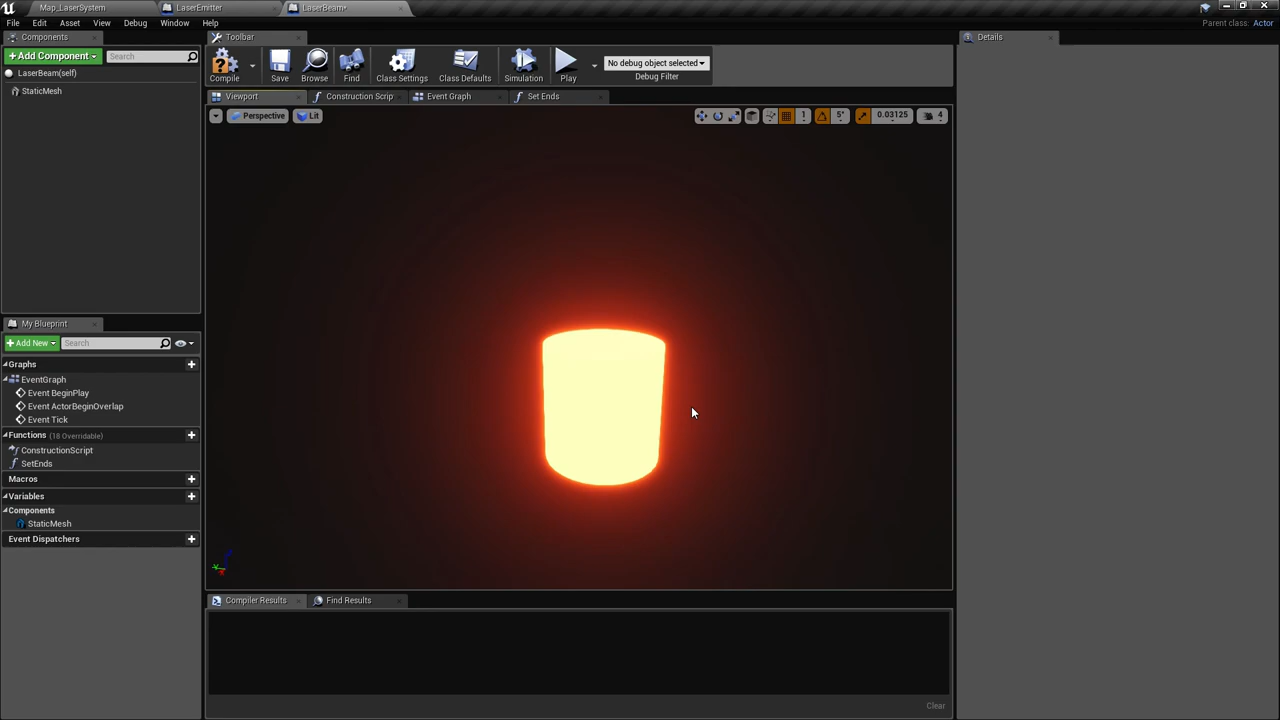 Map_LaserSystem
LaserEmitter
LaserBeam*
File Edit Asset View Debug Window Help
Parent class: Actor
Components
Toolbar
Details
+Add Component
Search
LaserBeam(self)
StaticMesh
Compile
Save
Browse
Find
Class Settings
Class Defaults
Simulation
Play
No debug object selected
Debug Filter
Viewport
Construction Scrip
Event Graph
Set Ends
Perspective
Lit
1
5°
0.03125
4
My Blueprint
+Add New
Search
Graphs
EventGraph
Event BeginPlay
Event ActorBeginOverlap
Event Tick
Functions (18 Overridable)
ConstructionScript
SetEnds
Macros
Variables
Components
StaticMesh
Event Dispatchers
Compiler Results
Find Results
Clear